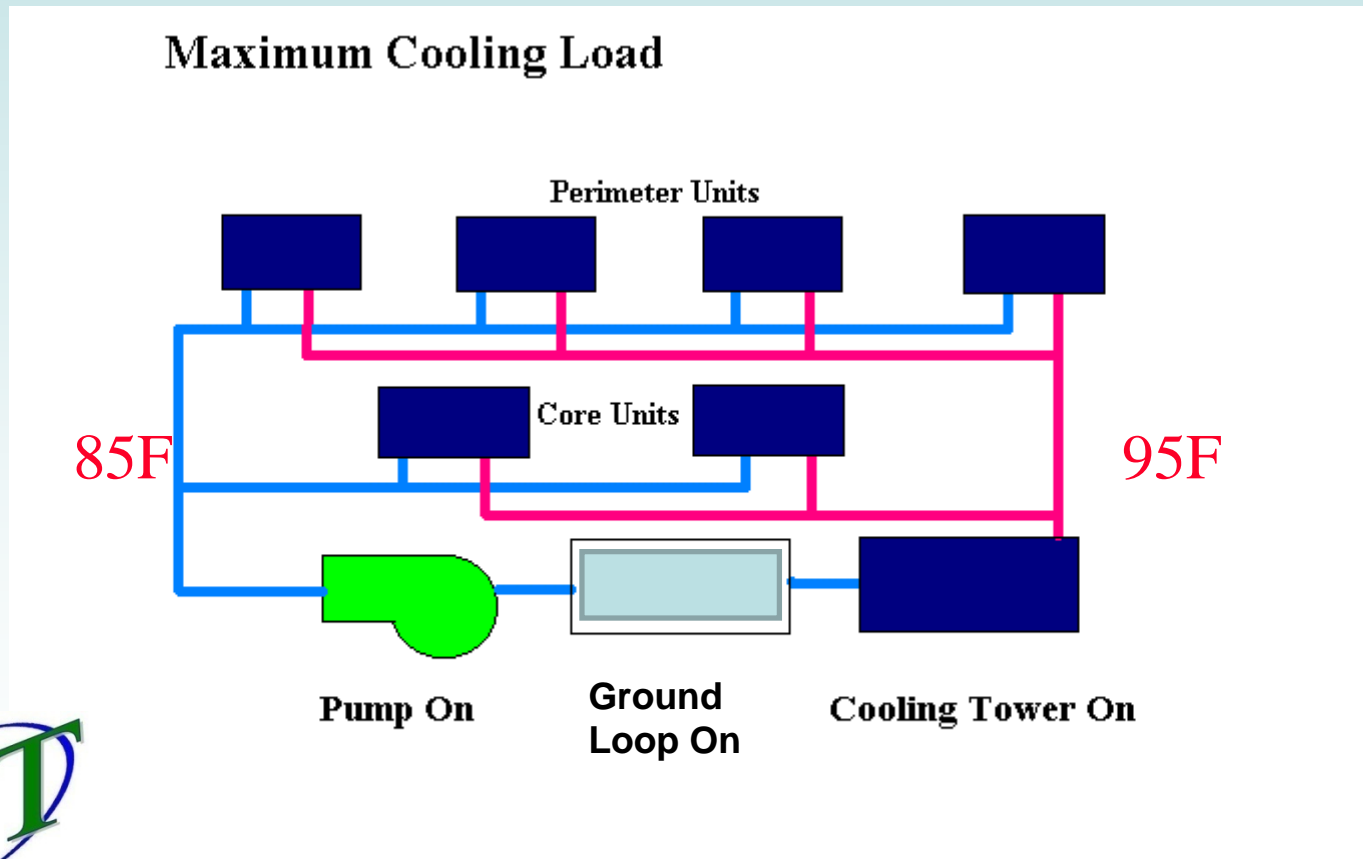 Maximum Cooling Load
Perimeter Units
Core Units
85F
95F
Pump On
Ground
Loop On
Cooling Tower On
T